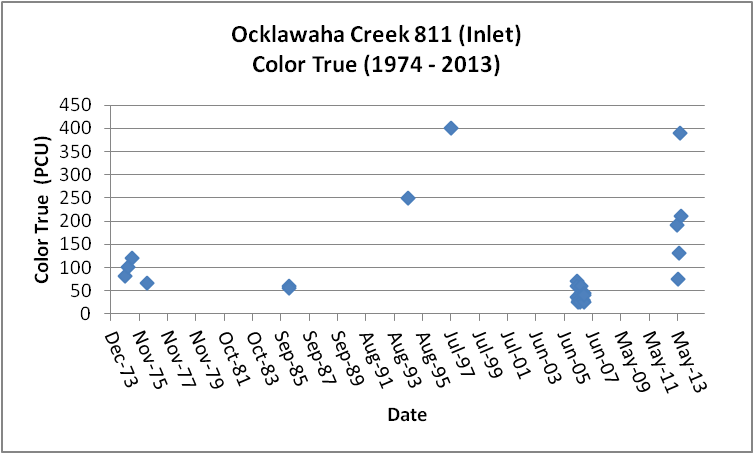 Ocklawaha Creek 811 (Inlet)
Color True (1974 - 2013)
Color True (PCU)
450
400
350
300
250
200
150
100
50
0
Dec-73
Nov-75
Nov-77
Nov-79
Oct-81
Oct-83
Sep-85
Sep-87
Sep-89
Aug-91
Aug-93
Aug-95
Jul-97
Jul-99
Jul-01
Jun-03
Jun-05
Jun-07
May-09
May-11
May-13
Date